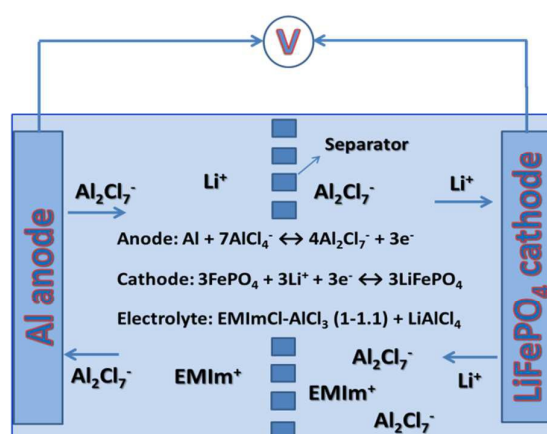 V
Separator
Li⁺
Al₂Cl₇⁻
Al₂Cl₇⁻
Li⁺
Anode: Al + 7AlCl₄⁻ ↔ 4Al₂Cl₇⁻ + 3e⁻
Cathode: 3FePO₄ + 3Li⁺ + 3e⁻ ↔ 3LiFePO₄
Electrolyte: EMImCl-AlCl₃ (1-1.1) + LiAlCl₄
Al anode
LiFePO₄ cathode
Al₂Cl₇⁻
EMIm⁺
EMIm⁺
Al₂Cl₇⁻
Li⁺
Al₂Cl₇⁻